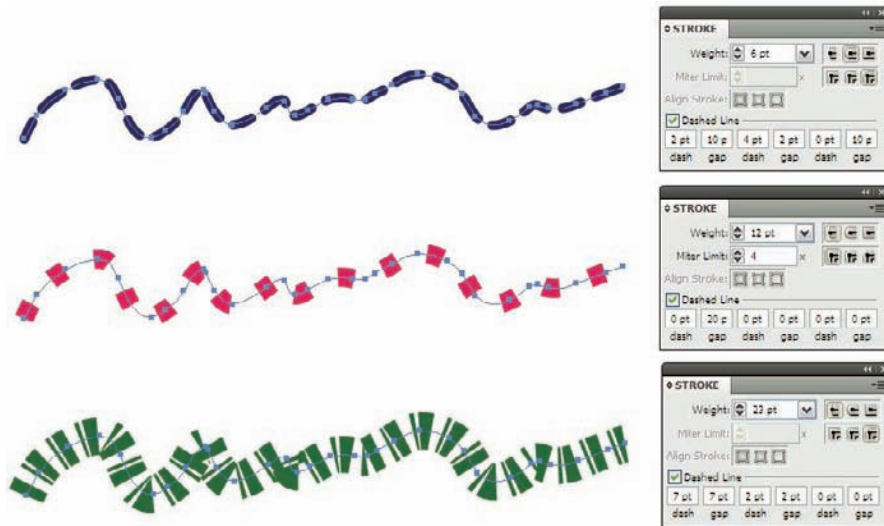 STROKE
Weight: 6 pt
Miter Limit: x
Align Stroke:
Dashed Line
2 pt 10 p 4 pt 2 pt 0 pt 10 p
dash gap dash gap dash gap
STROKE
Weight: 12 pt
Miter Limit: 4 x
Align Stroke:
Dashed Line
0 pt 20 p 0 pt 0 pt 0 pt 0 pt
dash gap dash gap dash gap
STROKE
Weight: 23 pt
Miter Limit: x
Align Stroke:
Dashed Line
7 pt 7 pt 2 pt 2 pt 0 pt 0 pt
dash gap dash gap dash gap